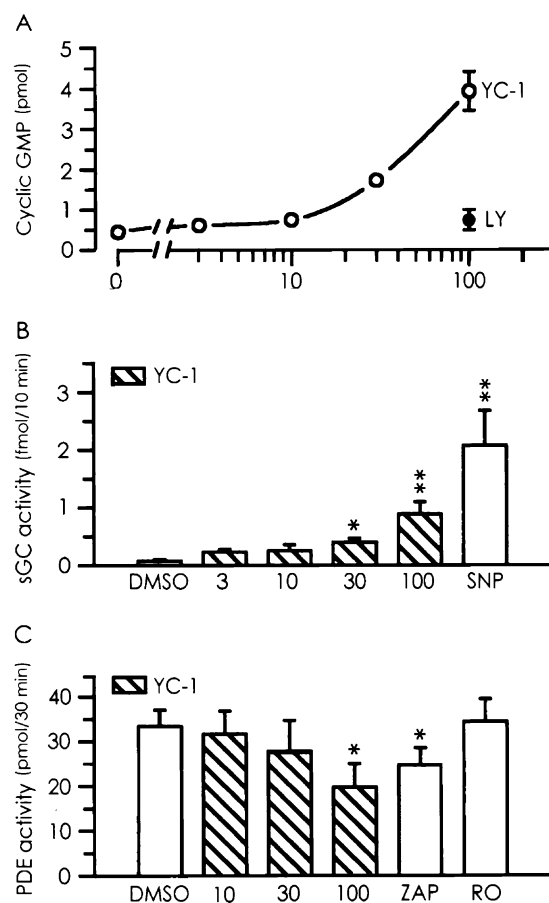 A
Cyclic GMP (pmol)
5
4
3
2
1
0
YC-1
LY
0 10 100
B
YC-1
sGC activity (fmol/10 min)
3
2
1
0
*
**
**
DMSO 3 10 30 100 SNP
C
YC-1
PDE activity (pmol/30 min)
40
30
20
10
0
*
*
DMSO 10 30 100 ZAP RO